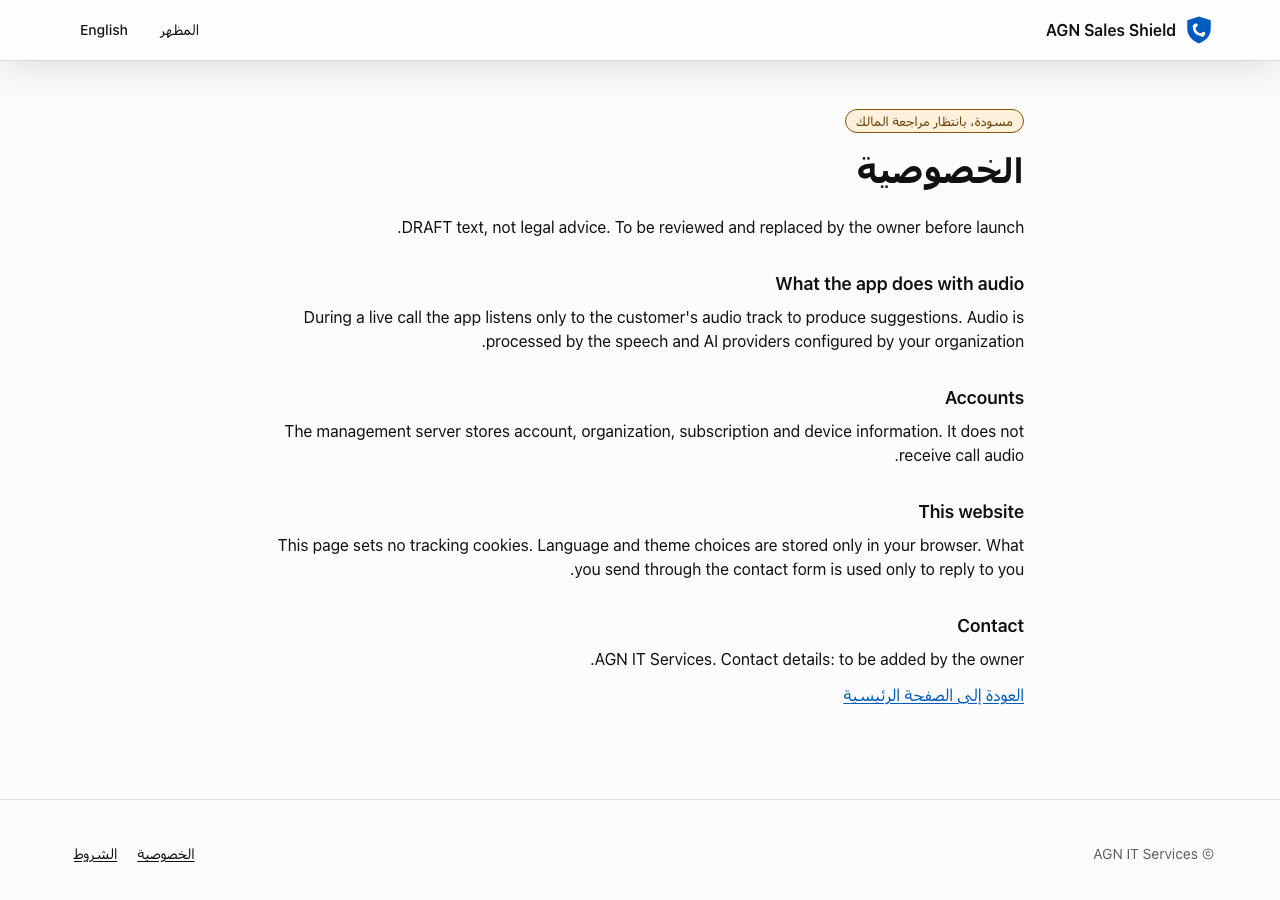 AGN Sales Shield
المظهر
English
مسودة، بانتظار مراجعة المالك
الخصوصية
DRAFT text, not legal advice. To be reviewed and replaced by the owner before launch.
What the app does with audio
During a live call the app listens only to the customer's audio track to produce suggestions. Audio is
processed by the speech and AI providers configured by your organization.
Accounts
The management server stores account, organization, subscription and device information. It does not
receive call audio.
This website
This page sets no tracking cookies. Language and theme choices are stored only in your browser. What
you send through the contact form is used only to reply to you.
Contact
AGN IT Services. Contact details: to be added by the owner.
العودة إلى الصفحة الرئيسية
© AGN IT Services
الخصوصية
الشروط